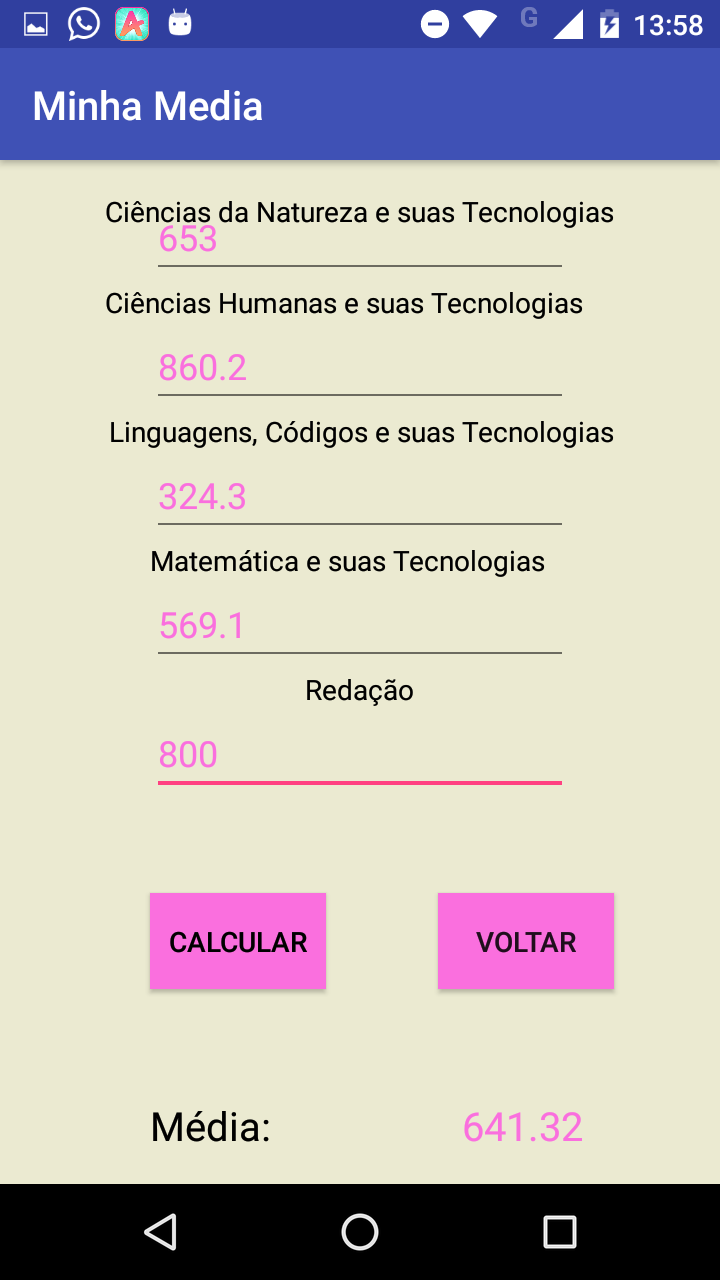 G 13:58
Minha Media
Ciências da Natureza e suas Tecnologias
653
Ciências Humanas e suas Tecnologias
860.2
Linguagens, Códigos e suas Tecnologias
324.3
Matemática e suas Tecnologias
569.1
Redação
800
CALCULAR VOLTAR
Média: 641.32